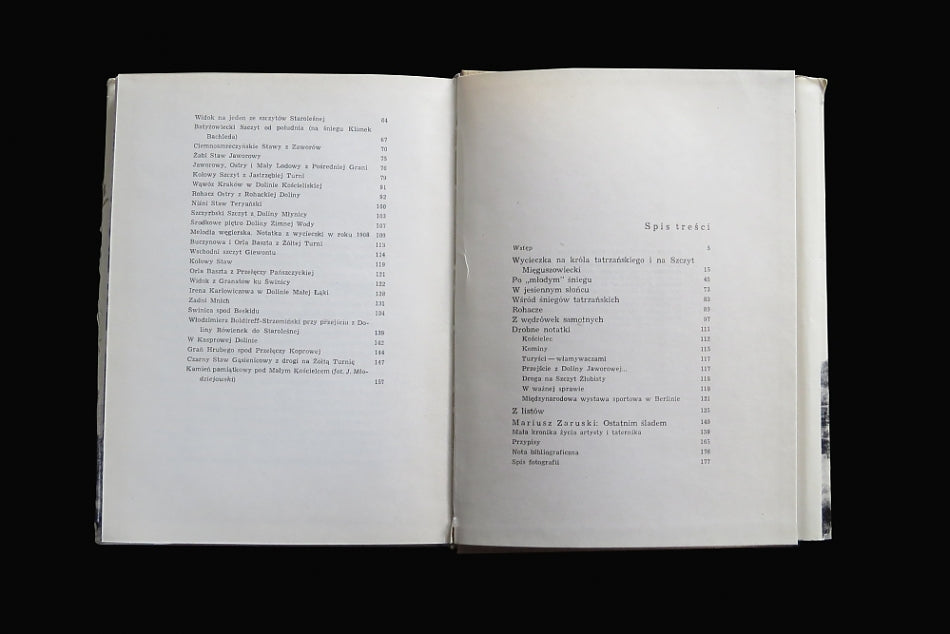 Widok na jeden ze szczytów Staroleśnej 64
Batyżowiecki Szczyt od południa (na śniegu Klimek
Bachleda) 67
Ciemnosmreczyńskie Stawy z Zaworów 70
Żabi Staw Jaworowy 75
Jaworowy, Ostry i Mały Lodowy z Pośredniej Grani 76
Kołowy Szczyt z Jastrzębiej Turni 79
Wąwóz Kraków w Dolinie Kościeliskiej 91
Rohacz Ostry z Rohackiej Doliny 92
Niżni Staw Teryański 100
Szczyrbski Szczyt z Doliny Młynicy 103
Środkowe piętro Doliny Zimnej Wody 107
Melodia węgierska. Notatka z wycieczki w roku 1908 109
Buczynowa i Orla Baszta z Żółtej Turni 113
Wschodni szczyt Giewontu 114
Kołowy Staw 119
Orla Baszta z Przełęczy Pańszczyckiej 121
Widok z Granatów ku Świnicy 122
Irena Karłowiczowa w Dolinie Małej Łąki 128
Zadni Mnich 131
Świnica spod Beskidu 134
Włodzimierz Boldireff-Strzemiński przy przejściu z Do-
liny Rówienek do Staroleśnej 139
W Kasprowej Dolinie 142
Grań Hrubego spod Przełęczy Koprowej 144
Czarny Staw Gąsienicowy z drogi na Żółtą Turnię 147
Kamień pamiątkowy pod Małym Kościelcem (fot. J. Mło-
dziejowski) 157
Spis treści
Wstęp 5
Wycieczka na króla tatrzańskiego i na Szczyt
Mięguszowiecki 15
Po „młodym” śniegu 45
W jesiennym słońcu 73
Wśród śniegów tatrzańskich 83
Rohacze 93
Z wędrówek samotnych 97
Drobne notatki 111
Kościelec 112
Kominy 115
Turyści — włamywaczami 117
Przejście z Doliny Jaworowej... 117
Droga na Szczyt Żłobisty 118
W ważnej sprawie 118
Międzynarodowa wystawa sportowa w Berlinie 121
Z listów 125
Mariusz Zaruski: Ostatnim śladem 149
Mała kronika życia artysty i taternika 159
Przypisy 165
Nota bibliograficzna 176
Spis fotografii 177